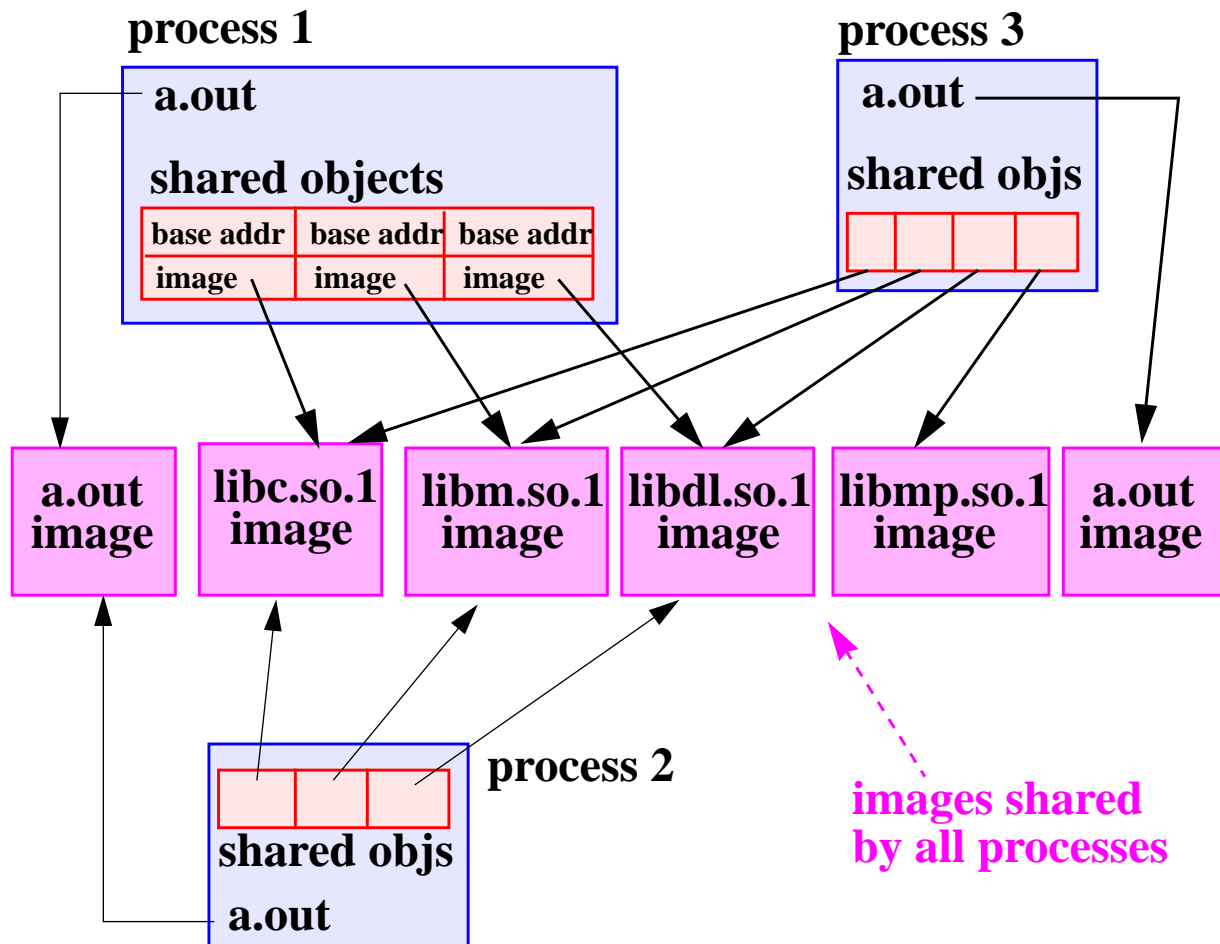 process 1
process 3
a.out
a.out
shared objects
shared objs
base addr
base addr
base addr
image
image
image
a.out
image
libc.so.1
image
libm.so.1
image
libdl.so.1
image
libmp.so.1
image
a.out
image
process 2
shared objs
a.out
images shared
by all processes